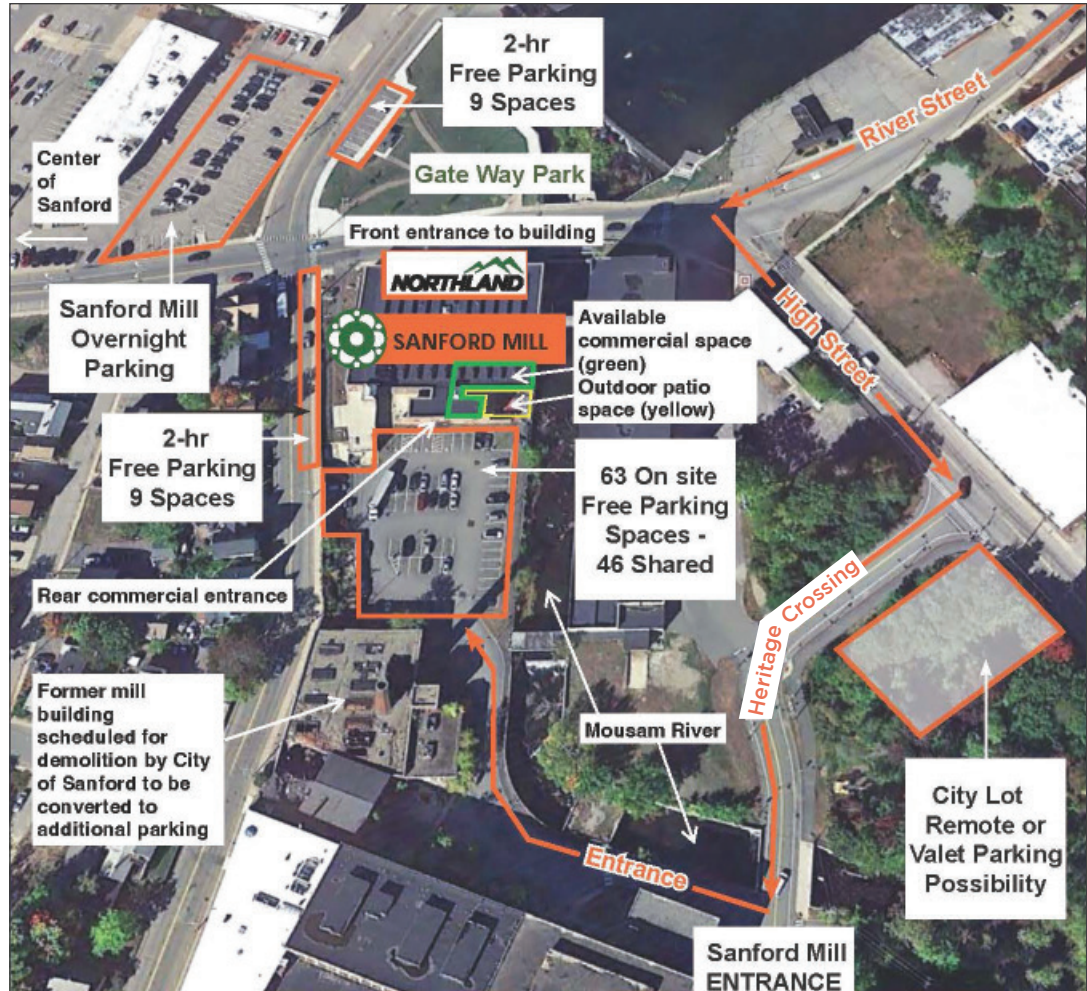 2-hr
Free Parking
9 Spaces
River Street
Center
of
Sanford
Gate Way Park
Front entrance to building
NORTHLAND
SANFORD MILL
Available
commercial space
(green)
Outdoor patio
space (yellow)
High Street
Sanford Mill
Overnight
Parking
2-hr
Free Parking
9 Spaces
63 On site
Free Parking
Spaces -
46 Shared
Rear commercial entrance
Heritage Crossing
Former mill
building
scheduled for
demolition by City
of Sanford to be
converted to
additional parking
Mousam River
City Lot
Remote or
Valet Parking
Possibility
Entrance
Sanford Mill
ENTRANCE